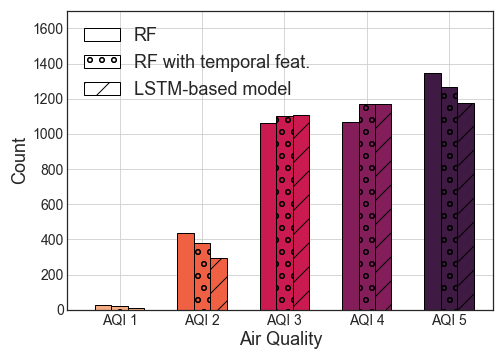 1600
1400
1200
1000
800
600
400
200
0
Count
RF
RF with temporal feat.
LSTM-based model
AQI 1
AQI 2
AQI 3
AQI 4
AQI 5
Air Quality